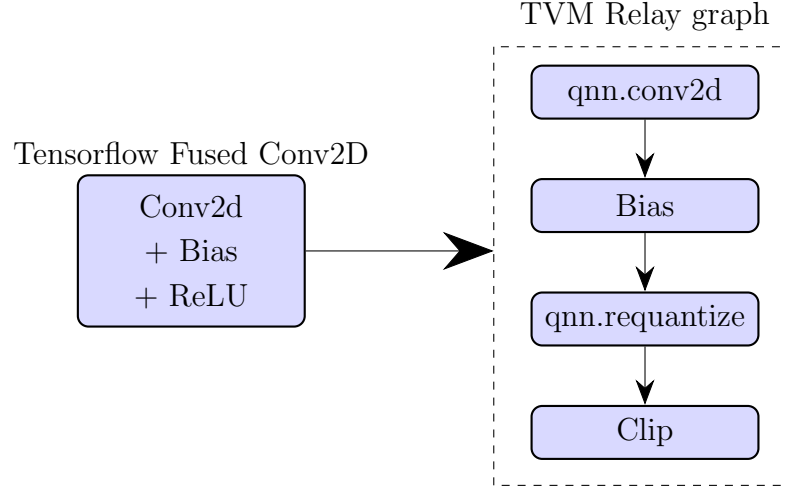 TVM Relay graph
qnn.conv2d
Tensorflow Fused Conv2D
Conv2d
+ Bias
+ ReLU
Bias
qnn.requantize
Clip